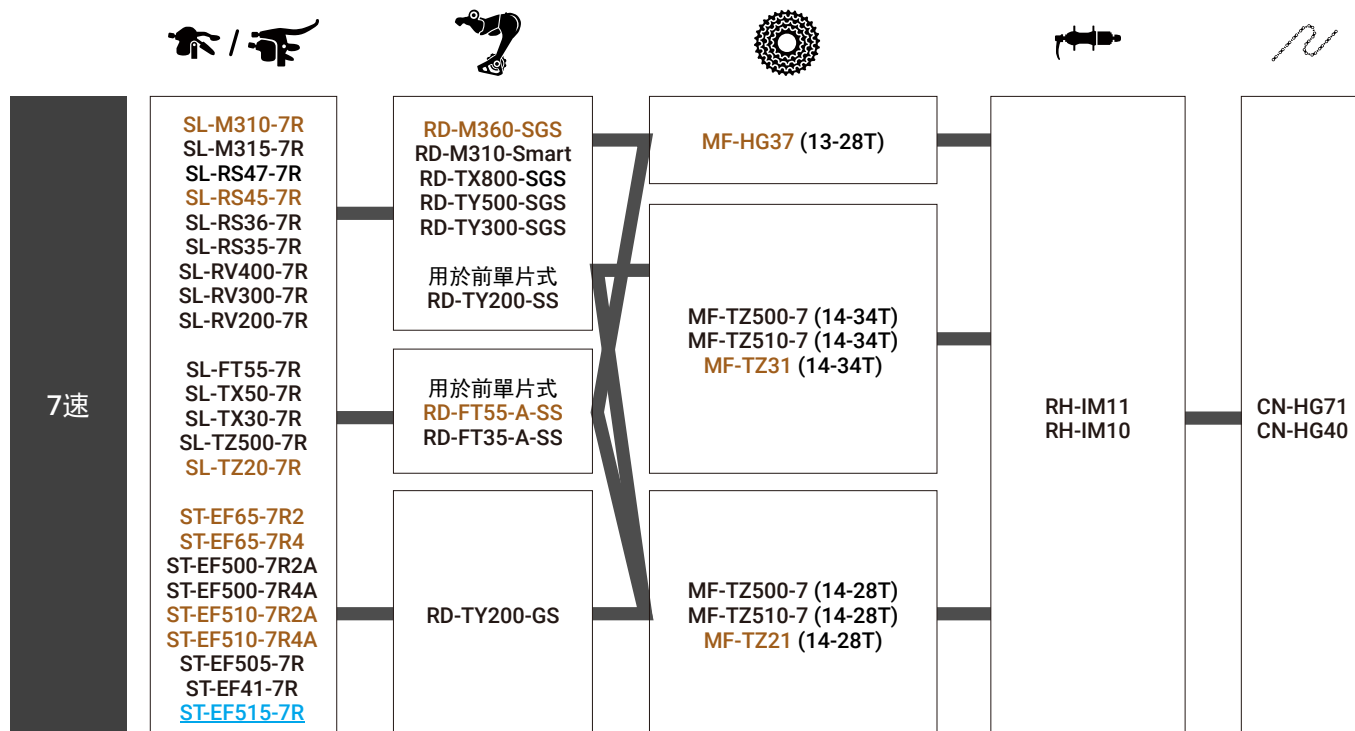 7速
SL-M310-7R
SL-M315-7R
SL-RS47-7R
SL-RS45-7R
SL-RS36-7R
SL-RS35-7R
SL-RV400-7R
SL-RV300-7R
SL-RV200-7R
SL-FT55-7R
SL-TX50-7R
SL-TX30-7R
SL-TZ500-7R
SL-TZ20-7R
ST-EF65-7R2
ST-EF65-7R4
ST-EF500-7R2A
ST-EF500-7R4A
ST-EF510-7R2A
ST-EF510-7R4A
ST-EF505-7R
ST-EF41-7R
ST-EF515-7R
RD-M360-SGS
RD-M310-Smart
RD-TX800-SGS
RD-TY500-SGS
RD-TY300-SGS
用於前單片式
RD-TY200-SS
用於前單片式
RD-FT55-A-SS
RD-FT35-A-SS
RD-TY200-GS
MF-HG37 (13-28T)
MF-TZ500-7 (14-34T)
MF-TZ510-7 (14-34T)
MF-TZ31 (14-34T)
MF-TZ500-7 (14-28T)
MF-TZ510-7 (14-28T)
MF-TZ21 (14-28T)
RH-IM11
RH-IM10
CN-HG71
CN-HG40